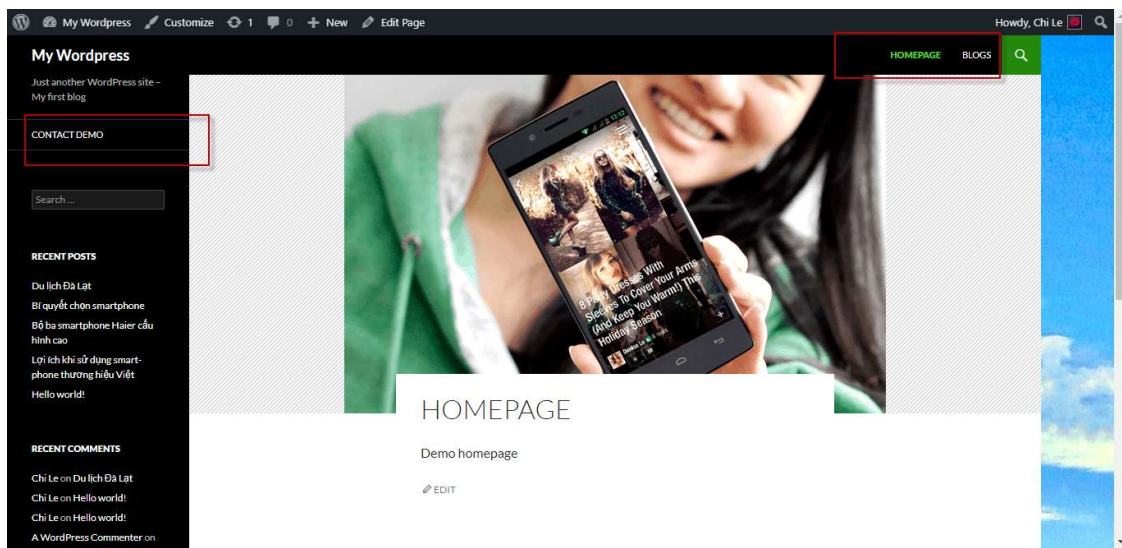 My Wordpress
Customize
1
0
New
Edit Page
Howdy, Chi Le
My Wordpress
HOMEPAGE
BLOGS
Just another WordPress site –
My first blog
CONTACT DEMO
Search ...
RECENT POSTS
Du lịch Đà Lạt
Bí quyết chọn smartphone
Bộ ba smartphone Haier cấu
hình cao
Lợi ích khi sử dụng smart-
phone thương hiệu Việt
Hello world!
RECENT COMMENTS
Chi Le on Du lịch Đà Lạt
Chi Le on Hello world!
Chi Le on Hello world!
A WordPress Commenter on
12:12
Style
8 Party Dresses With
Sleeves To Cover Your Arms
(And Keep You Warm!) This
Holiday Season
HOMEPAGE
Demo homepage
EDIT